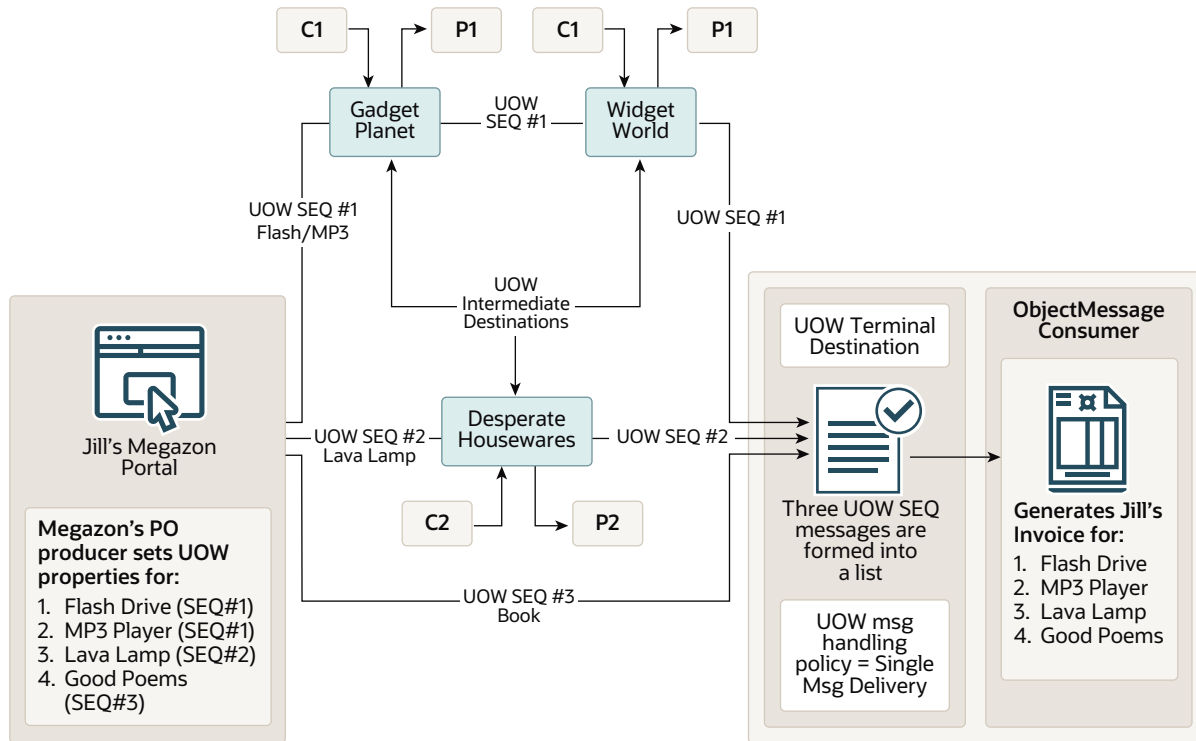 C1
P1
C1
P1
Gadget
Planet
UOW
SEQ #1
Widget
World
UOW SEQ #1
Flash/MP3
UOW SEQ #1
UOW
Intermediate
Destinations
Jill's Megazon
Portal
Megazon's PO
producer sets UOW
properties for:
1. Flash Drive (SEQ#1)
2. MP3 Player (SEQ#1)
3. Lava Lamp (SEQ#2)
4. Good Poems
(SEQ#3)
UOW SEQ #2
Lava Lamp
Desperate
Housewares
UOW SEQ #2
C2
P2
UOW SEQ #3
Book
UOW Terminal
Destination
Three UOW SEQ
messages are
formed into
a list
UOW msg
handling
policy = Single
Msg Delivery
ObjectMessage
Consumer
Generates Jill's
Invoice for:
1. Flash Drive
2. MP3 Player
3. Lava Lamp
4. Good Poems